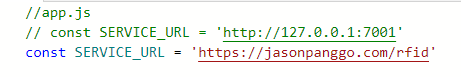 //app.js
// const SERVICE_URL = 'http://127.0.0.1:7001'
const SERVICE_URL = 'https://jasonpanggo.com/rfid'